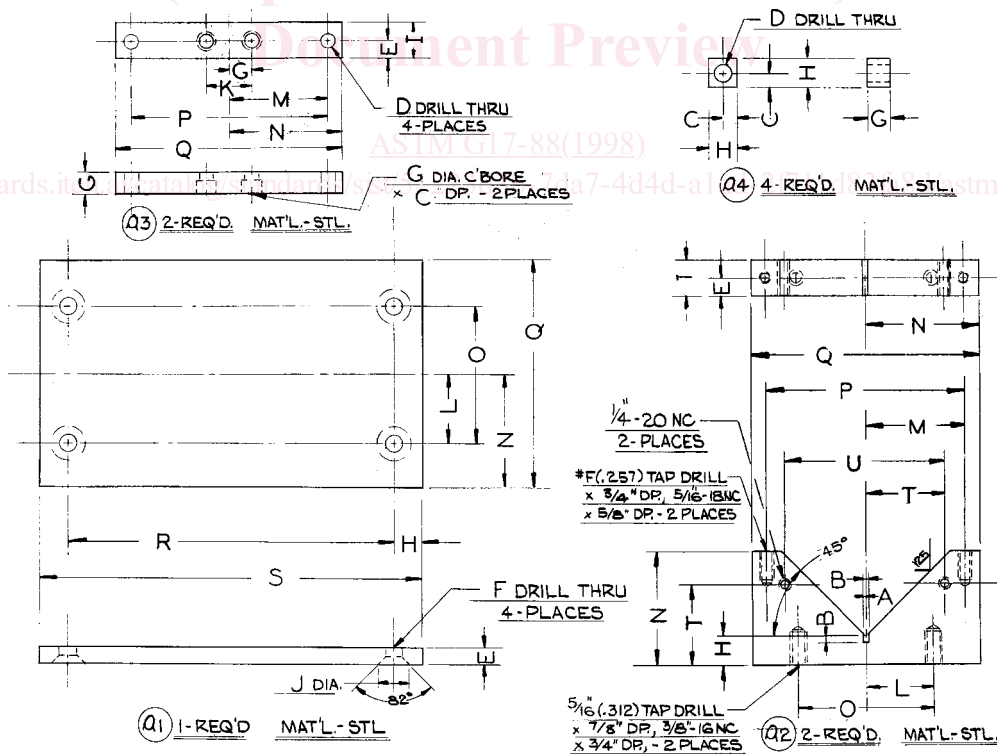 Document Preview
ASTM G17-88(1998)
E
I
G
K
M
P
N
Q
D DRILL THRU
4-PLACES
G
G DIA. C'BORE
x C DP. - 2 PLACES
a3 2-REQ'D. MAT'L.-STL.
D DRILL THRU
H
C
C
H
G
a4 4-REQ'D. MAT'L.-STL.
O
Q
L
N
R
H
S
F DRILL THRU
4-PLACES
E
J DIA.
82°
a1 1-REQ'D MAT'L-STL
I
E
N
Q
P
M
U
T
1/4"-20 NC
2-PLACES
#F(.257) TAP DRILL
x 3/4" DP., 5/16-18NC
x 5/8" DP. - 2 PLACES
45°
125
B
A
B
N
T
H
L
O
5/16"(.312) TAP DRILL
x 7/8" DP., 3/8"-16NC
x 3/4" DP., - 2 PLACES
a2 2-REQ'D. MAT'L-STL.